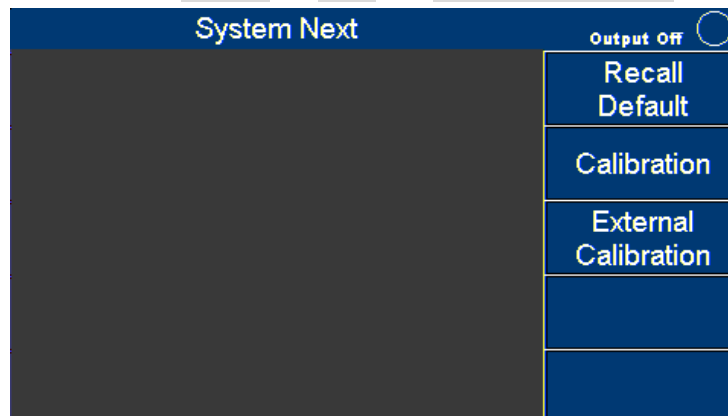 System Next
Output Off
Recall
Default
Calibration
External
Calibration